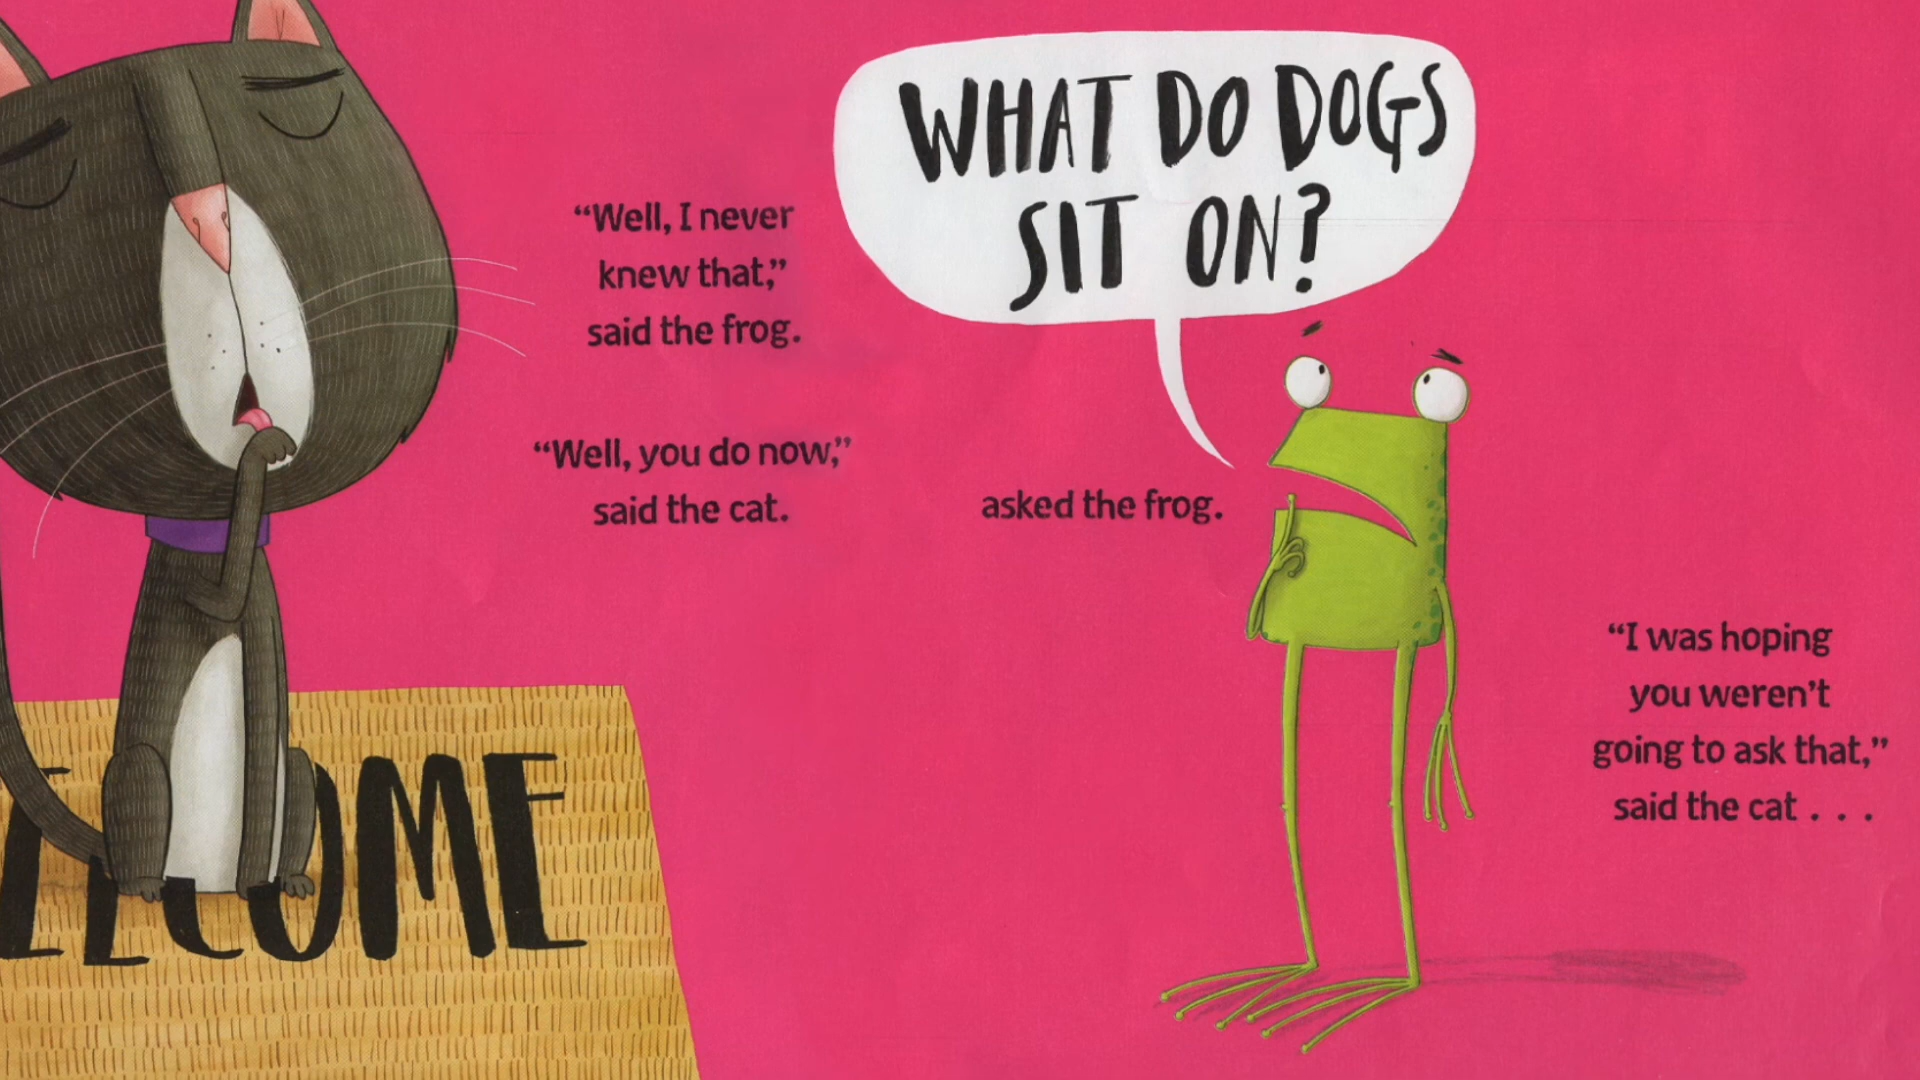 “Well, I never
knew that,”
said the frog.
“Well, you do now,”
said the cat.
WHAT DO DOGS
SIT ON?
asked the frog.
“I was hoping
you weren’t
going to ask that,”
said the cat . . .
ELCOME